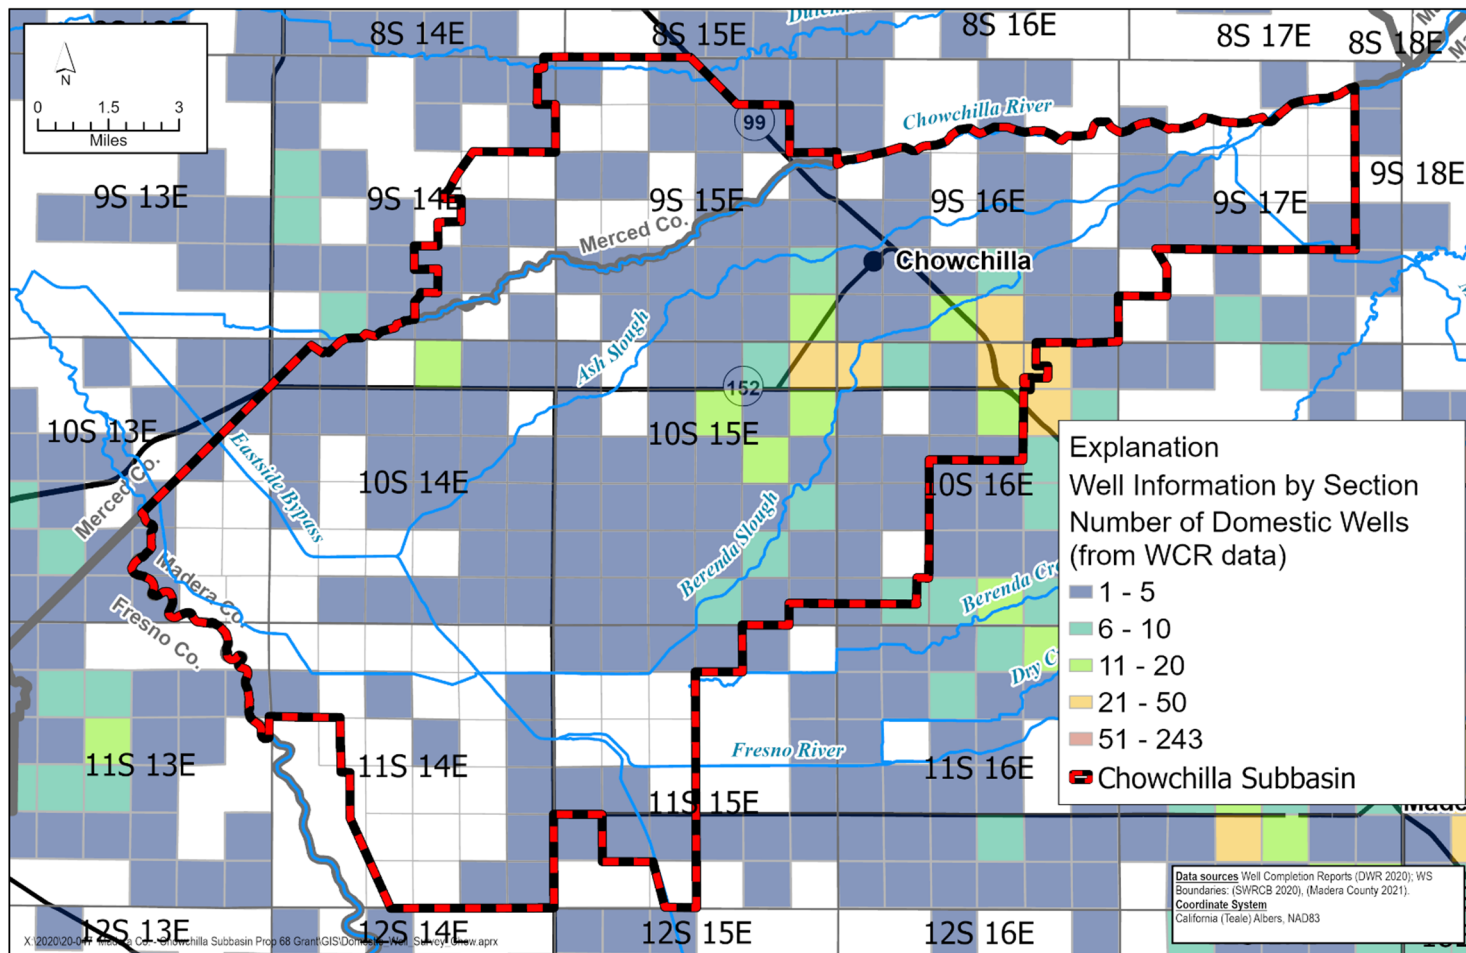 8S 14E
8S 15E
8S 16E
8S 17E
8S 18E
N
0 1.5 3
Miles
99
Chowchilla River
9S 13E
9S 14E
9S 15E
9S 16E
9S 17E
9S 18E
Merced Co.
Chowchilla
Ash Slough
152
10S 13E
10S 14E
10S 15E
10S 16E
Eastside Bypass
Merced Co.
Madera Co.
Fresno Co.
Berenda Slough
Berenda Cre
Dry C
Fresno River
11S 13E
11S 14E
11S 15E
11S 16E
12S 13E
12S 14E
12S 15E
12S 16E
Explanation
Well Information by Section
Number of Domestic Wells
(from WCR data)
1 - 5
6 - 10
11 - 20
21 - 50
51 - 243
Chowchilla Subbasin
Made
Data sources Well Completion Reports (DWR 2020); WS
Boundaries: (SWRCB 2020), (Madera County 2021).
Coordinate System
California (Teale) Albers, NAD83